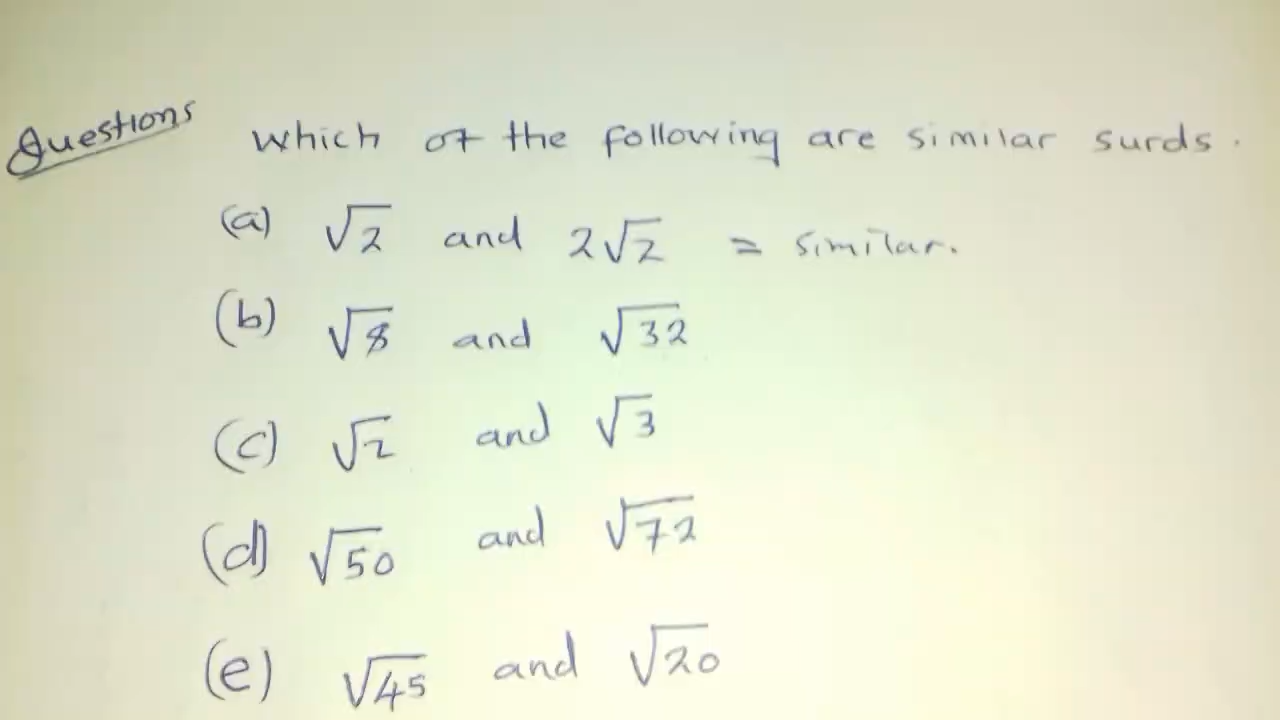 Questions Which of the following are similar surds.
(a) √2 and 2√2 = similar.
(b) √8 and √32
(c) √2 and √3
(d) √50 and √72
(e) √45 and √20